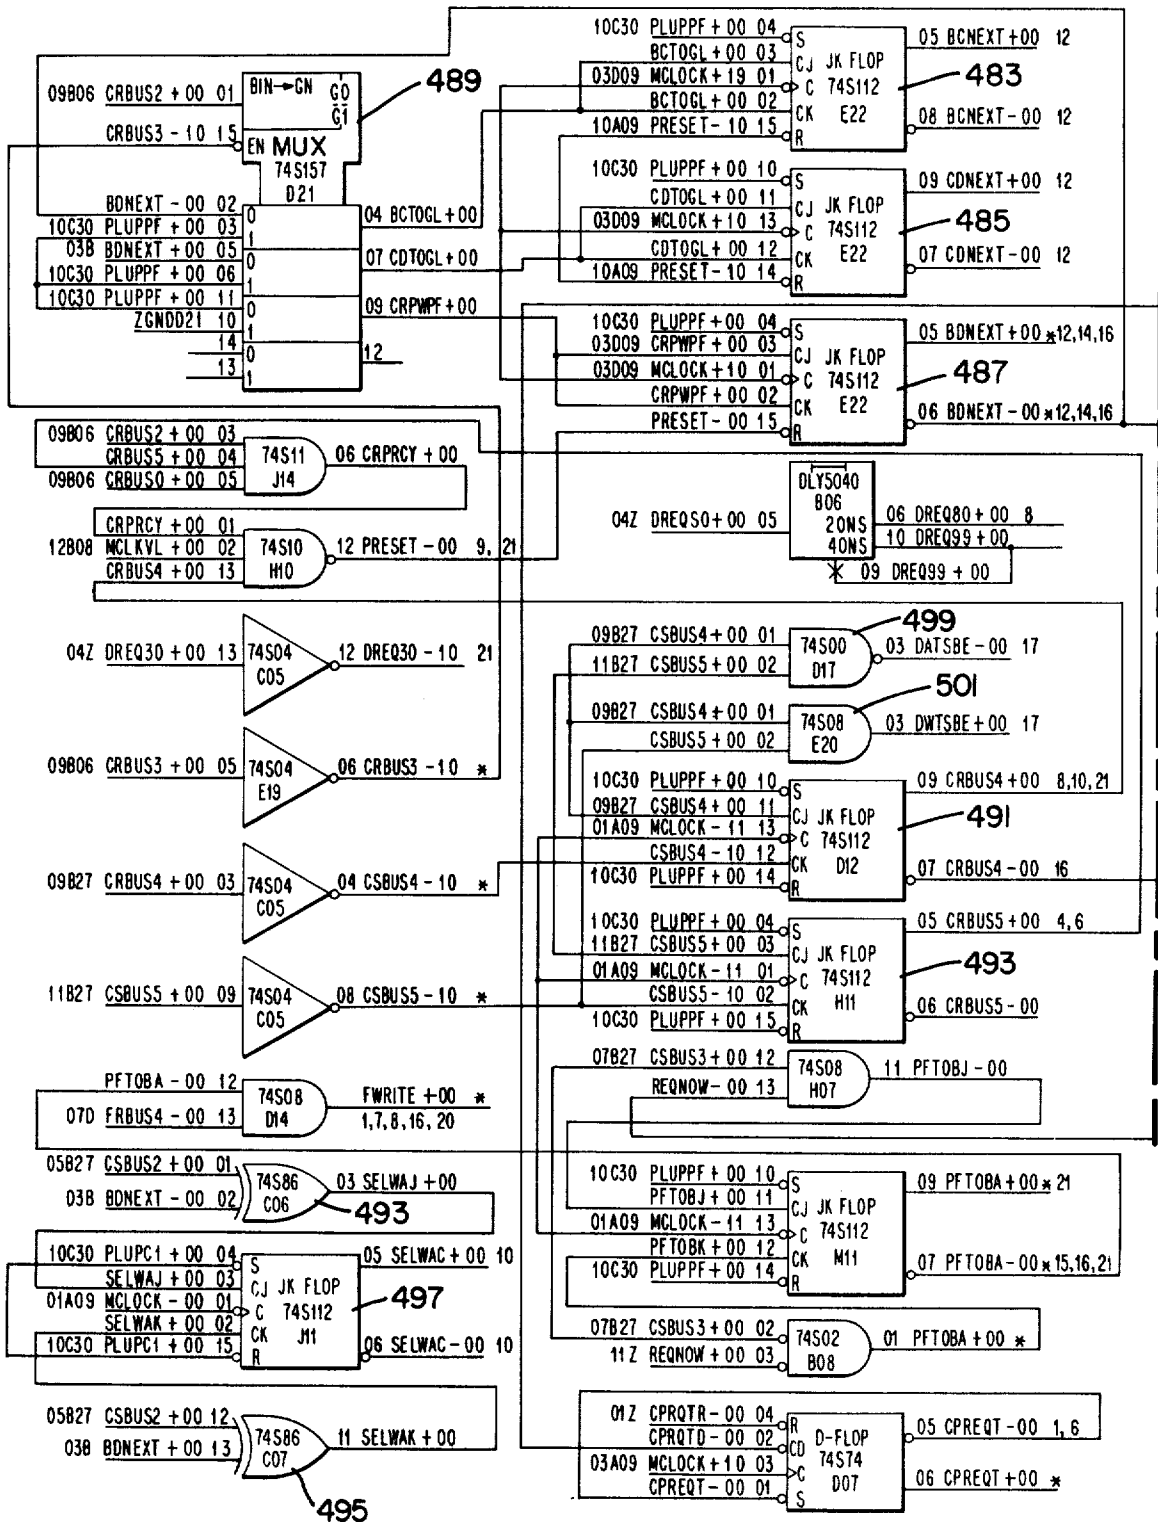 10C30 PLUPPF+00 04
S
05 BCNEXT+00 12
BCTOGL+00 03
CJ
JK FLOP
03D09 MCLOCK+19 01
C
74S112
483
BCTOGL+00 02
CK
E22
08 BCNEXT-00 12
10A09 PRESET-10 15
R
BIN→GN
G0
G1
489
09B06 CRBUS2+00 01
CRBUS3-10 15
EN
MUX
74S157
D21
10C30 PLUPPF+00 10
S
09 CDNEXT+00 12
CDTOGL+00 11
CJ
JK FLOP
03D09 MCLOCK+10 13
C
74S112
485
CDTOGL+00 12
CK
E22
07 CDNEXT-00 12
10A09 PRESET-10 14
R
BDNEXT-00 02
0
04 BCTOGL+00
10C30 PLUPPF+00 03
1
03B BDNEXT+00 05
0
07 CDTOGL+00
10C30 PLUPPF+00 06
1
10C30 PLUPPF+00 11
0
09 CRPWPF+00
ZGNDD21 10
1
14
0
12
13
1
10C30 PLUPPF+00 04
S
05 BDNEXT+00 *12,14,16
03D09 CRPWPF+00 03
CJ
JK FLOP
03D09 MCLOCK+10 01
C
74S112
487
CRPWPF+00 02
CK
E22
06 BDNEXT-00 *12,14,16
PRESET-00 15
R
09B06 CRBUS2+00 03
CRBUS5+00 04
09B06 CRBUS0+00 05
74S11
J14
06 CRPRCY+00
CRPRCY+00 01
12B08 MCLKVL+00 02
CRBUS4+00 13
74S10
H10
12 PRESET-00 9, 21
DLY5040
B06
20NS
40NS
04Z DREQS0+00 05
06 DREQ80+00 8
10 DREQ99+00
09 DREQ99+00
04Z DREQ30+00 13
74S04
C05
12 DREQ30-10 21
09B27 CSBUS4+00 01
11B27 CSBUS5+00 02
74S00
D17
499
03 DATSBE-00 17
09B27 CSBUS4+00 01
CSBUS5+00 02
74S08
E20
501
03 DWTSBE+00 17
09B06 CRBUS3+00 05
74S04
E19
06 CRBUS3-10 *
10C30 PLUPPF+00 10
S
09 CRBUS4+00 8,10,21
09B27 CSBUS4+00 11
CJ
JK FLOP
01A09 MCLOCK-11 13
C
74S112
491
CSBUS4-10 12
CK
D12
07 CRBUS4-00 16
10C30 PLUPPF+00 14
R
09B27 CRBUS4+00 03
74S04
C05
04 CSBUS4-10 *
10C30 PLUPPF+00 04
S
05 CRBUS5+00 4,6
11B27 CSBUS5+00 03
CJ
JK FLOP
01A09 MCLOCK-11 01
C
74S112
493
CSBUS5-10 02
CK
H11
06 CRBUS5-00
10C30 PLUPPF+00 15
R
11B27 CSBUS5+00 09
74S04
C05
08 CSBUS5-10 *
07B27 CSBUS3+00 12
REQNOW-00 13
74S08
H07
11 PFTOBJ-00
PFTOBA-00 12
07D FRBUS4-00 13
74S08
D14
FWRITE +00 *
1,7,8,16,20
05B27 CSBUS2+00 01
03B BDNEXT-00 02
74S86
C06
03 SELWAJ+00
493
10C30 PLUPPF+00 10
S
09 PFTOBA+00 * 21
PFTOBJ+00 11
CJ
JK FLOP
01A09 MCLOCK-11 13
C
74S112
PFTOBK+00 12
CK
M11
07 PFTOBA-00 *15,16,21
10C30 PLUPPF+00 14
R
10C30 PLUPC1+00 04
S
05 SELWAC+00 10
SELWAJ+00 03
CJ
JK FLOP
01A09 MCLOCK-00 01
C
74S112
497
SELWAK+00 02
CK
J11
10C30 PLUPC1+00 15
R
06 SELWAC-00 10
07B27 CSBUS3+00 02
11Z REQNOW+00 03
74S02
B08
01 PFTOBA+00 *
05B27 CSBUS2+00 12
03B BDNEXT+00 13
74S86
C07
11 SELWAK+00
495
01Z CPRQTR-00 04
R
05 CPREQT-00 1,6
CPRQTD-00 02
CD
D-FLOP
03A09 MCLOCK+10 03
C
74S74
CPREQT-00 01
S
D07
06 CPREQT+00 *